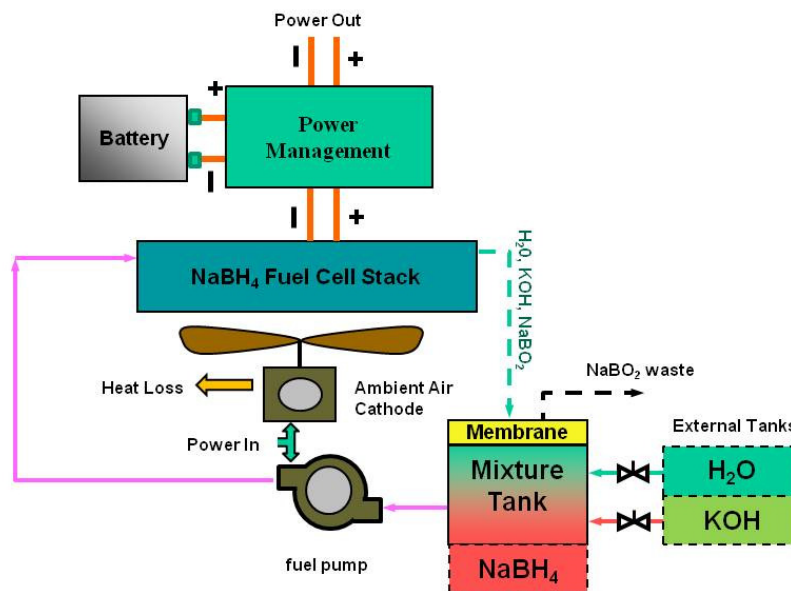 Power Out
I
+
+
Battery
Power
Management
I
I
+
H₂0, KOH, NaBO₂
NaBH₄ Fuel Cell Stack
NaBO₂ waste
Heat Loss
Ambient Air
Cathode
External Tanks
Power In
Membrane
Mixture
Tank
H₂O
KOH
fuel pump
NaBH₄